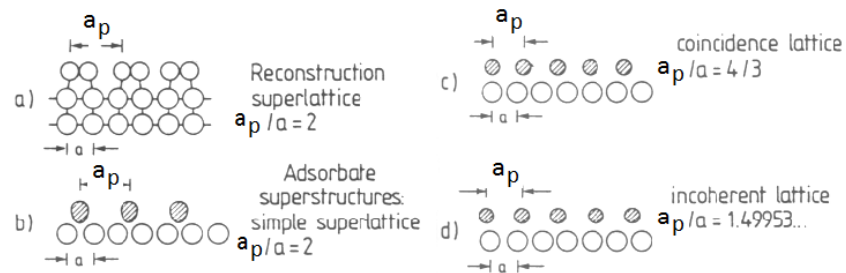 a)
aₚ
Reconstruction
superlattice
aₚ/a = 2
a
b)
aₚ
Adsorbate
superstructures:
simple superlattice
aₚ/a = 2
a
c)
aₚ
coincidence lattice
aₚ/a = 4/3
a
d)
aₚ
incoherent lattice
aₚ/a = 1.49953...
a